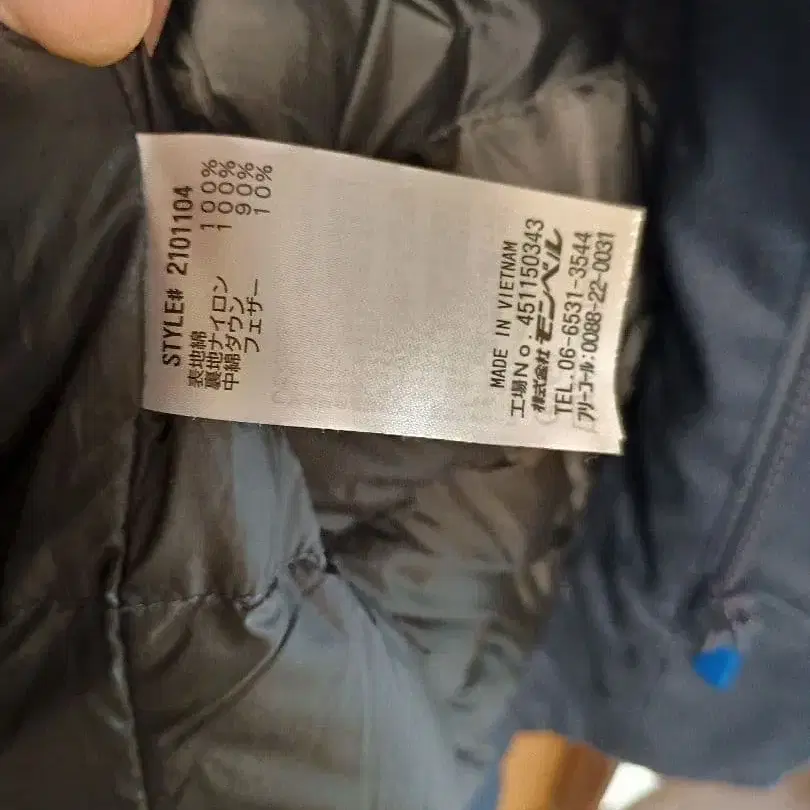 STYLE# 2101104
表地綿 100%
裏地ナイロン 100%
中綿ダウン 90%
フェザー 10%
MADE IN VIETNAM
工場No. 451150343
株式会社モンベル
TEL.06-6531-3544
フリーコール:0088-22-0031